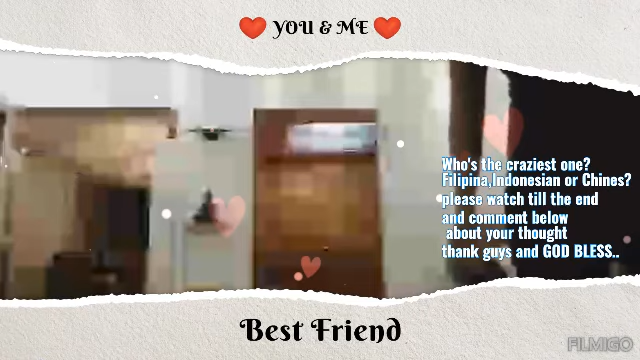 YOU & ME
Who's the craziest one?
Filipina,Indonesian or Chines?
please watch till the end
and comment below
about your thought
thank guys and GOD BLESS..
Best Friend
FILMIGO